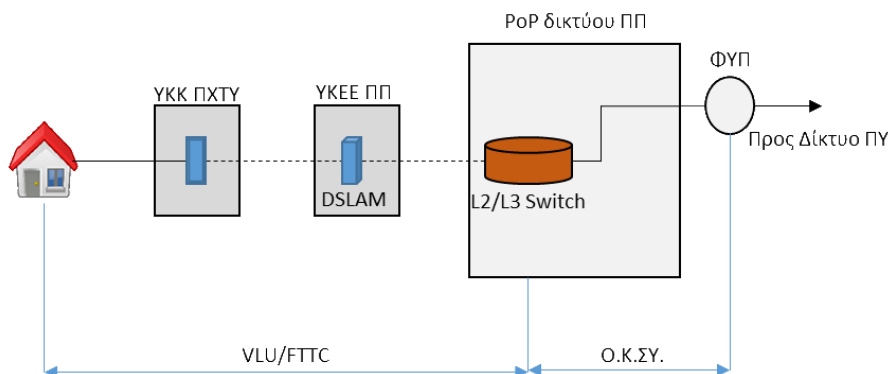 PoP δικτύου ΠΠ
ΦΥΠ
ΥΚΚ ΠΧΤΥ
ΥΚΕΕ ΠΠ
Προς Δίκτυο ΠΥ
DSLAM
L2/L3 Switch
VLU/FTTC
Ο.Κ.ΣΥ.